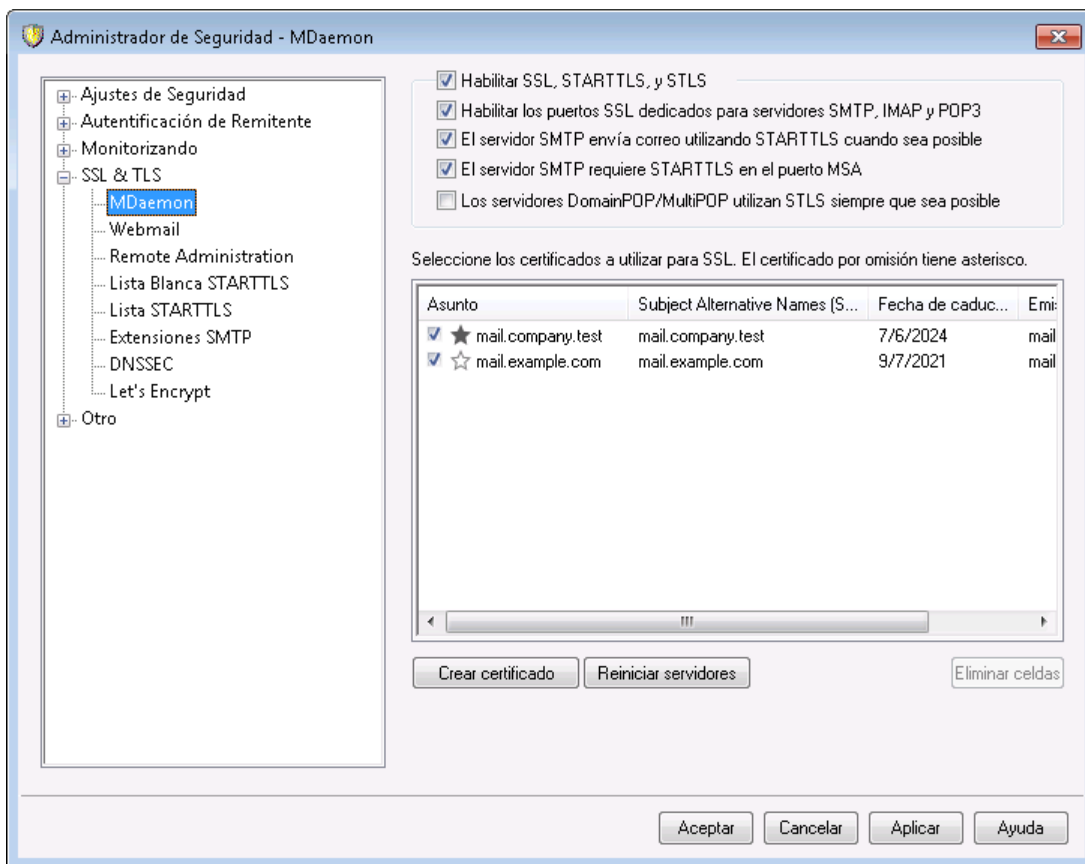 Administrador de Seguridad - MDaemon
Ajustes de Seguridad
Autentificación de Remitente
Monitorizando
SSL & TLS
MDaemon
Webmail
Remote Administration
Lista Blanca STARTTLS
Lista STARTTLS
Extensiones SMTP
DNSSEC
Let's Encrypt
Otro
Habilitar SSL, STARTTLS, y STLS
Habilitar los puertos SSL dedicados para servidores SMTP, IMAP y POP3
El servidor SMTP envía correo utilizando STARTTLS cuando sea posible
El servidor SMTP requiere STARTTLS en el puerto MSA
Los servidores DomainPOP/MultiPOP utilizan STLS siempre que sea posible
Seleccione los certificados a utilizar para SSL. El certificado por omisión tiene asterisco.
Asunto Subject Alternative Names (S... Fecha de caduc... Emi
mail.company.test mail.company.test 7/6/2024 mail
mail.example.com mail.example.com 9/7/2021 mail
Crear certificado Reiniciar servidores Eliminar celdas
Aceptar Cancelar Aplicar Ayuda